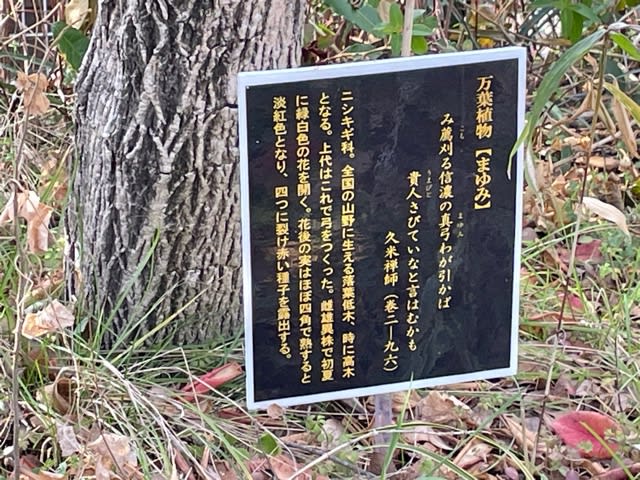 万葉植物【まゆみ】
み薦刈る信濃の真弓わが引かば
貴人さびていなと言はむかも
久米禅師（巻二－九六）
ニシキギ科。全国の山野に生える落葉低木、時に高木
となる。上代はこれで弓をつくった。雌雄異株で初夏
に緑白色の花を開く。花後の実はほぼ四角で熟すると
淡紅色となり、四つに裂け赤い種子を露出する。